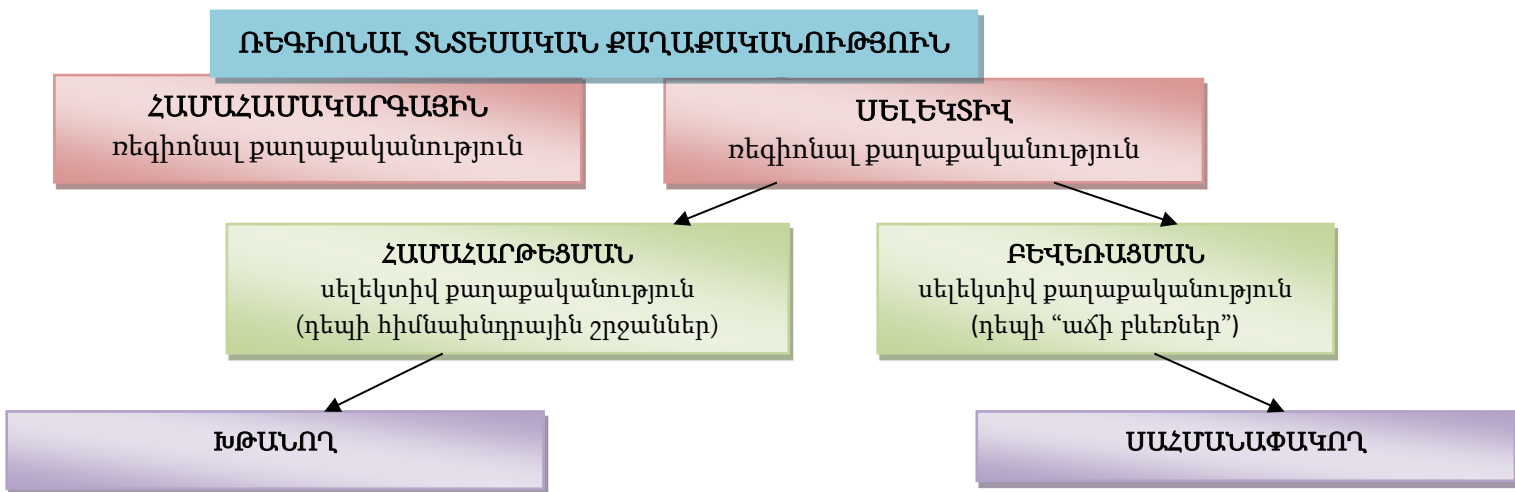 ՌԵԳԻՈՆԱԼ ՏՆՏԵՍԱԿԱՆ ՔԱՂԱՔԱԿԱՆՈՒԹՅՈՒՆ
ՀԱՄԱՀԱՄԱԿԱՐԳԱՅԻՆ
ռեգիոնալ քաղաքականություն
ՍԵԼԵԿՏԻՎ
ռեգիոնալ քաղաքականություն
ՀԱՄԱՀԱՐԹԵՑՄԱՆ
սելեկտիվ քաղաքականություն
(դեպի հիմնախնդրային շրջաններ)
ԲԵՎԵՌԱՑՄԱՆ
սելեկտիվ քաղաքականություն
(դեպի “աճի բևեռներ”)
ԽԹԱՆՈՂ
ՍԱՀՄԱՆԱՓԱԿՈՂ